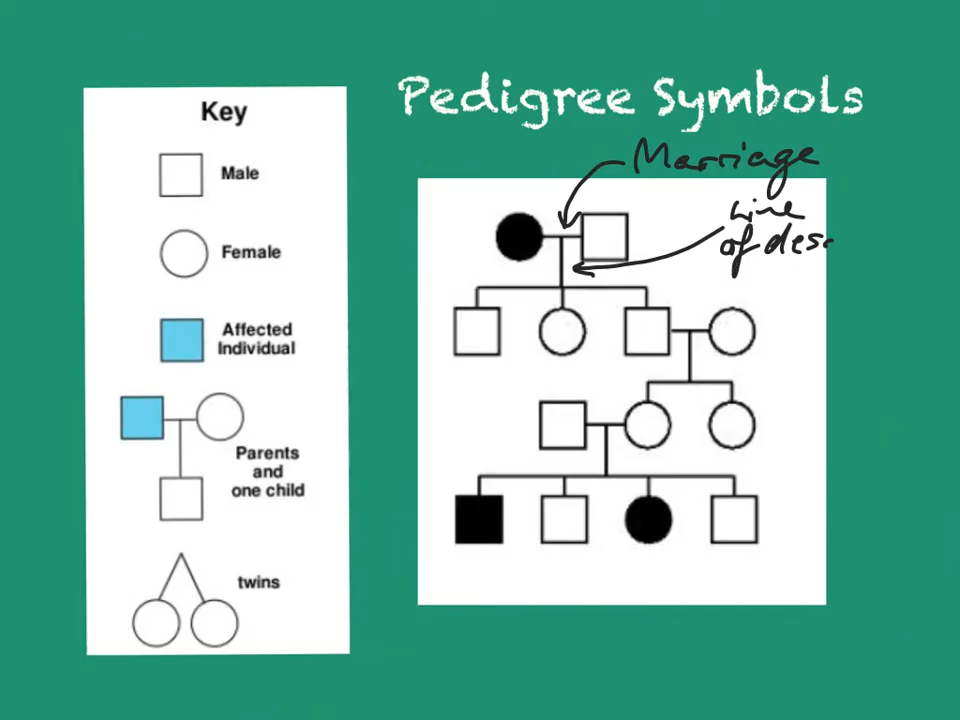 Pedigree Symbols
Key
Male
Female
Affected
Individual
Parents
and
one child
twins
Marriage
Line
of desc